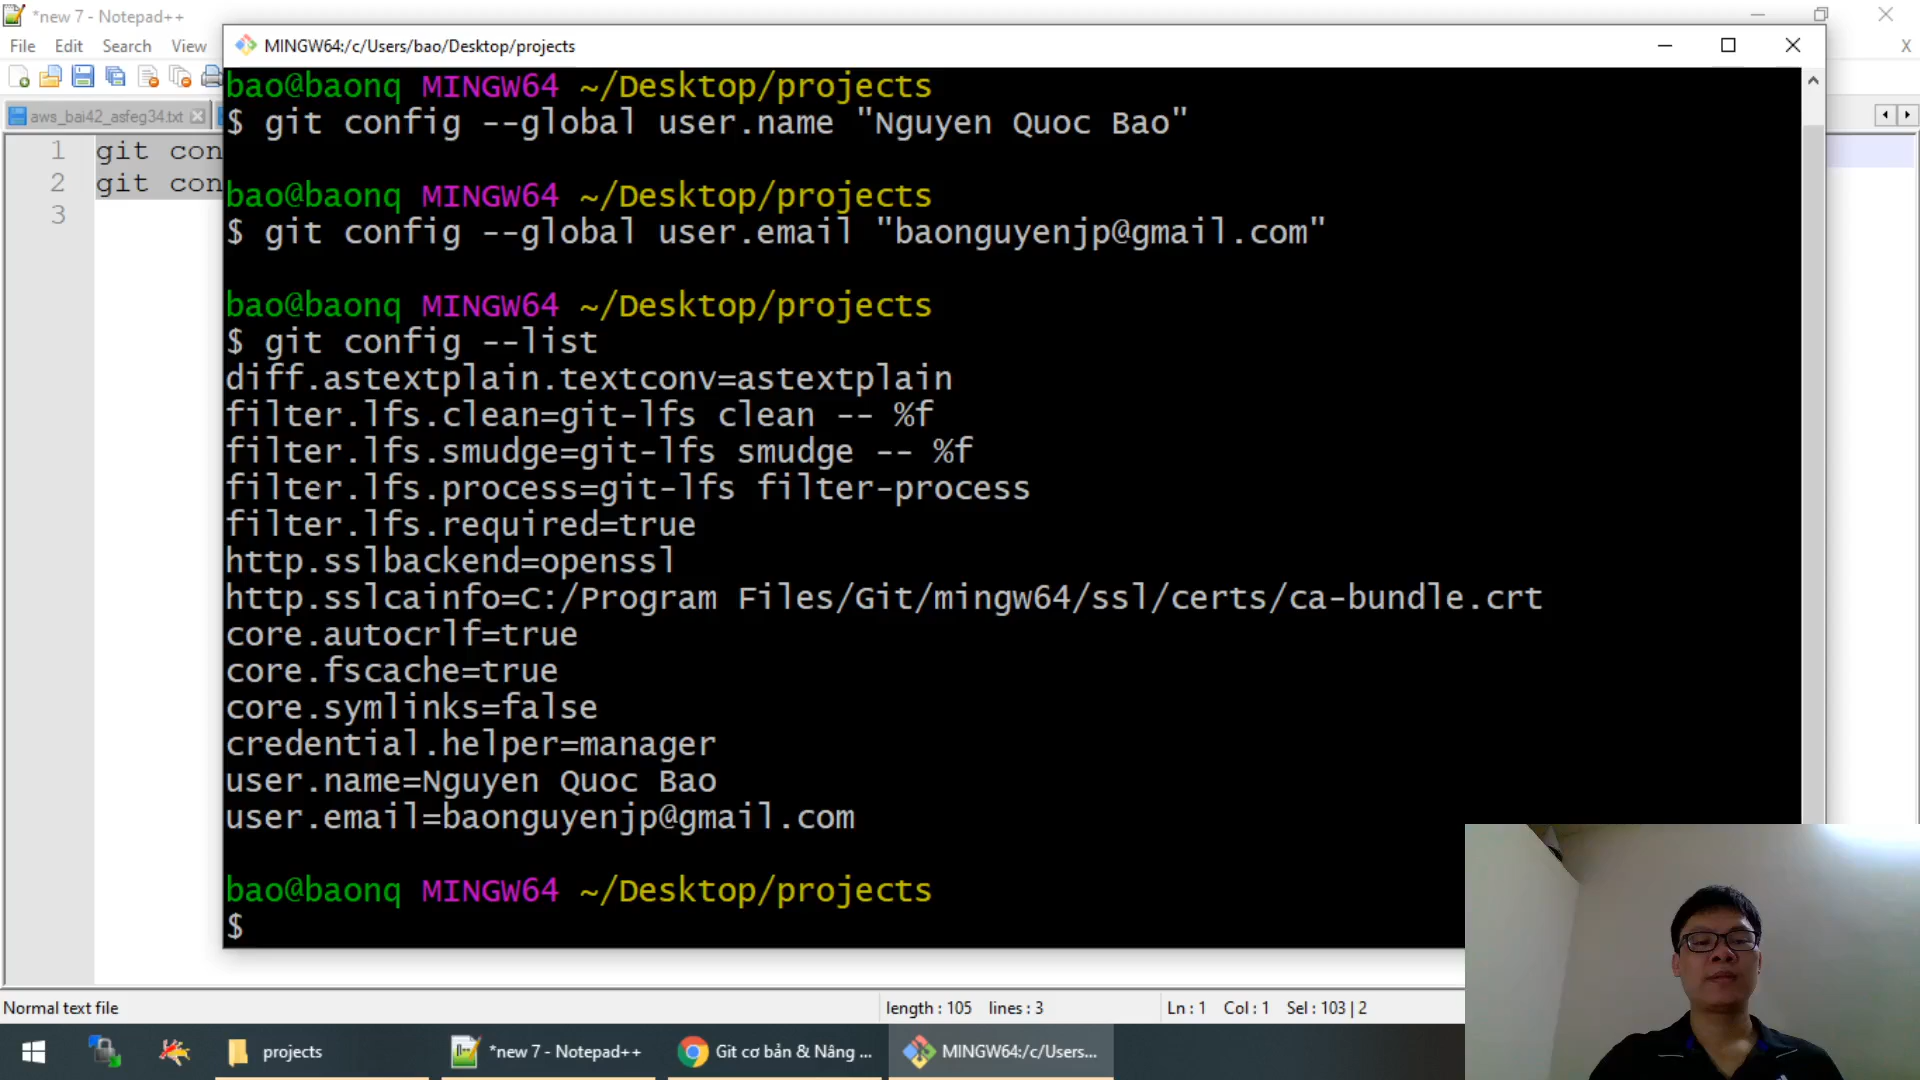 *new 7 - Notepad++
File Edit Search View
MINGW64:/c/Users/bao/Desktop/projects
X
aws_bai42_asfeg34.txt
1 git con
2 git con
3
bao@baonq MINGW64 ~/Desktop/projects
$ git config --global user.name "Nguyen Quoc Bao"
bao@baonq MINGW64 ~/Desktop/projects
$ git config --global user.email "baonguyenjp@gmail.com"
bao@baonq MINGW64 ~/Desktop/projects
$ git config --list
diff.astextplain.textconv=astextplain
filter.lfs.clean=git-lfs clean -- %f
filter.lfs.smudge=git-lfs smudge -- %f
filter.lfs.process=git-lfs filter-process
filter.lfs.required=true
http.sslbackend=openssl
http.sslcainfo=C:/Program Files/Git/mingw64/ssl/certs/ca-bundle.crt
core.autocrlf=true
core.fscache=true
core.symlinks=false
credential.helper=manager
user.name=Nguyen Quoc Bao
user.email=baonguyenjp@gmail.com
bao@baonq MINGW64 ~/Desktop/projects
$
Normal text file length : 105 lines : 3 Ln : 1 Col : 1 Sel : 103 | 2
projects *new 7 - Notepad++ Git cơ bản & Nâng ... MINGW64:/c/Users...